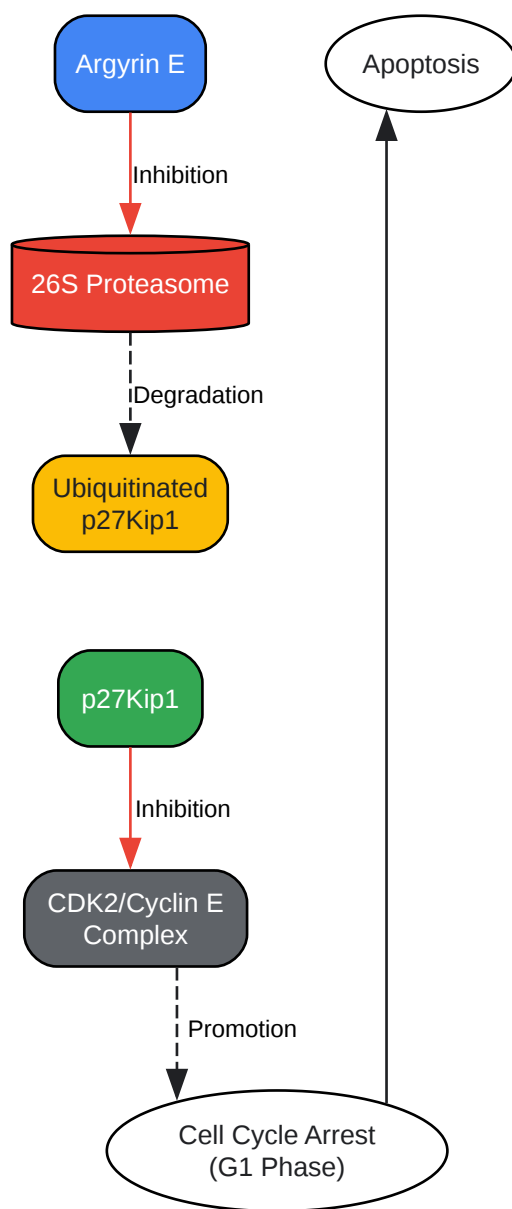 Argyrin E
Apoptosis
Inhibition
26S Proteasome
Degradation
Ubiquitinated
p27Kip1
p27Kip1
Inhibition
CDK2/Cyclin E
Complex
Promotion
Cell Cycle Arrest
(G1 Phase)